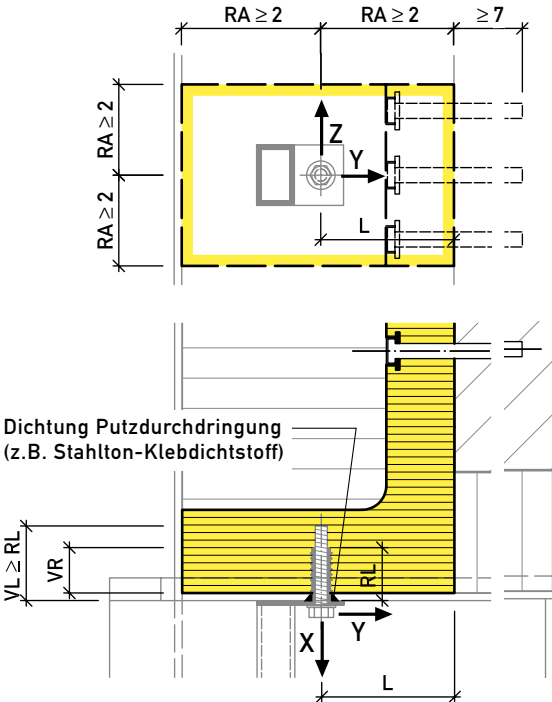 RA ≥ 2
RA ≥ 2
≥ 7
RA ≥ 2
RA ≥ 2
Z
Y
L
Dichtung Putzdurchdringung
(z.B. Stahlton-Klebdichtstoff)
VL ≥ RL
VR
RL
X
Y
L